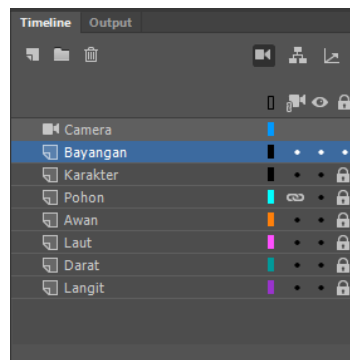 Timeline Output
Camera
Bayangan
Karakter
Pohon
Awan
Laut
Darat
Langit